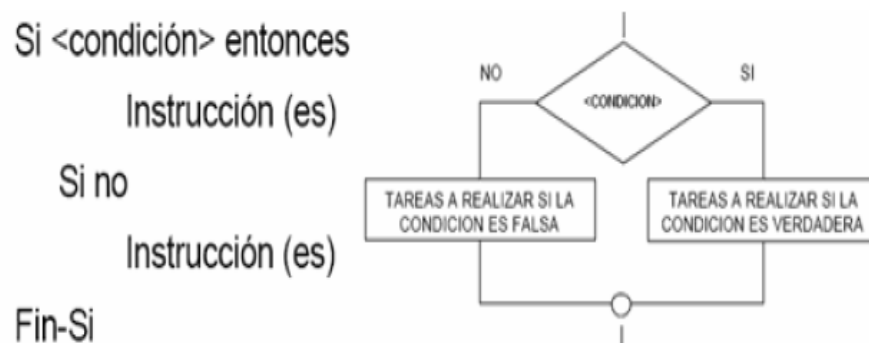 Si <condición> entonces
Instrucción (es)
Si no
Instrucción (es)
Fin-Si
NO
SI
<CONDICION>
TAREAS A REALIZAR SI LA
CONDICION ES FALSA
TAREAS A REALIZAR SI LA
CONDICION ES VERDADERA